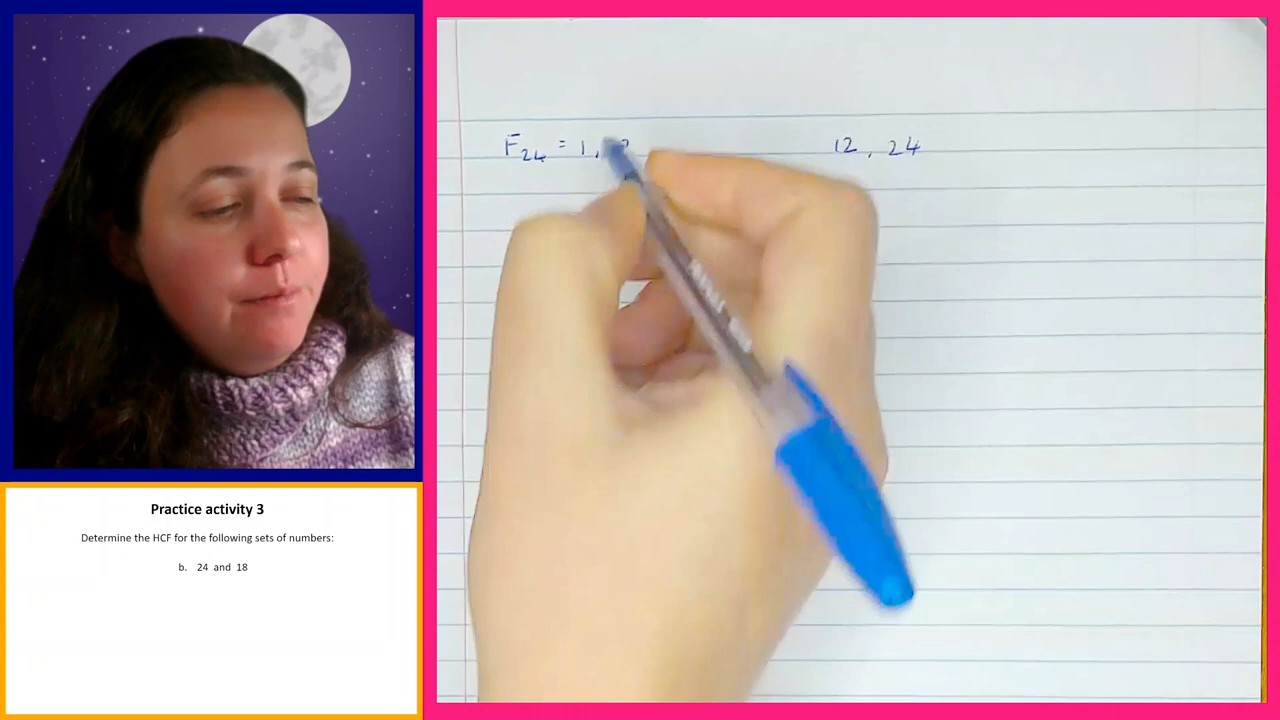 F₂₄ = 1, 2 12, 24
Practice activity 3
Determine the HCF for the following sets of numbers:
b. 24 and 18